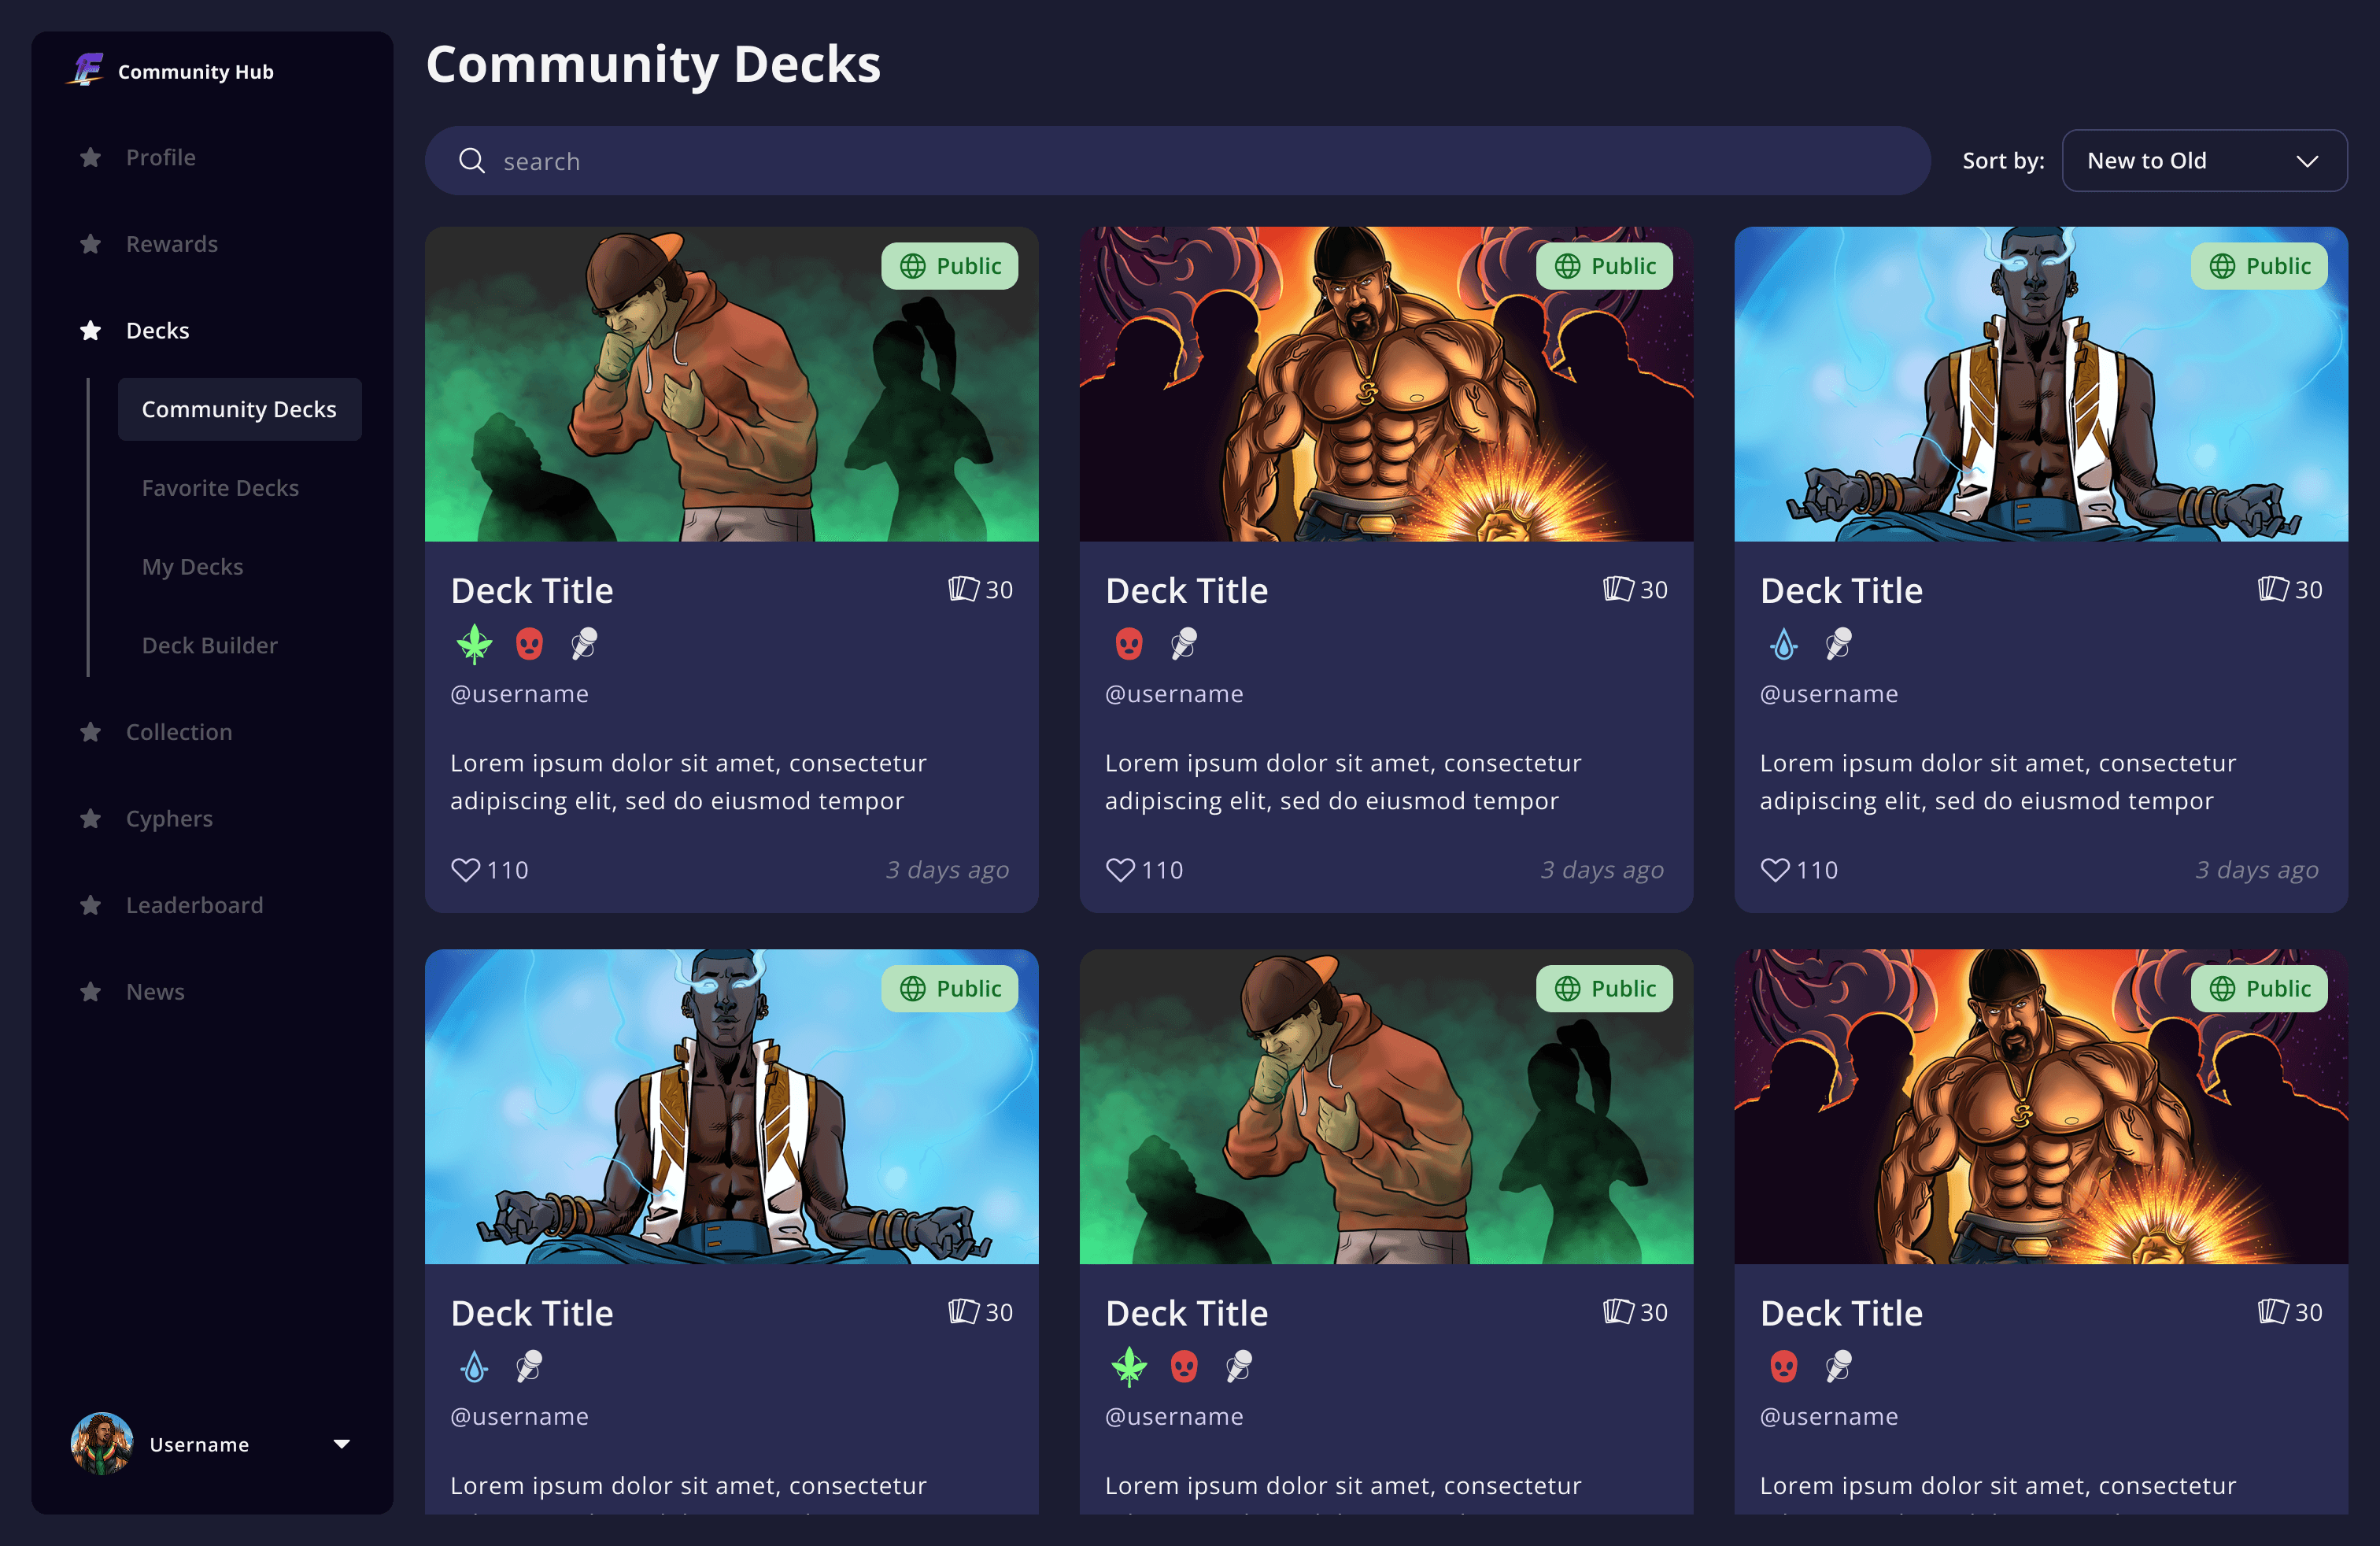 Community Hub
Profile
Rewards
Decks
Community Decks
Favorite Decks
My Decks
Deck Builder
Collection
Cyphers
Leaderboard
News
Username
Community Decks
search
Sort by:
New to Old
Public
Deck Title
30
@username
Lorem ipsum dolor sit amet, consectetur
adipiscing elit, sed do eiusmod tempor
110
3 days ago
Public
Deck Title
30
@username
Lorem ipsum dolor sit amet, consectetur
adipiscing elit, sed do eiusmod tempor
110
3 days ago
Public
Deck Title
30
@username
Lorem ipsum dolor sit amet, consectetur
adipiscing elit, sed do eiusmod tempor
110
3 days ago
Public
Deck Title
30
@username
Lorem ipsum dolor sit amet, consectetur
Public
Deck Title
30
@username
Lorem ipsum dolor sit amet, consectetur
Public
Deck Title
30
@username
Lorem ipsum dolor sit amet, consectetur